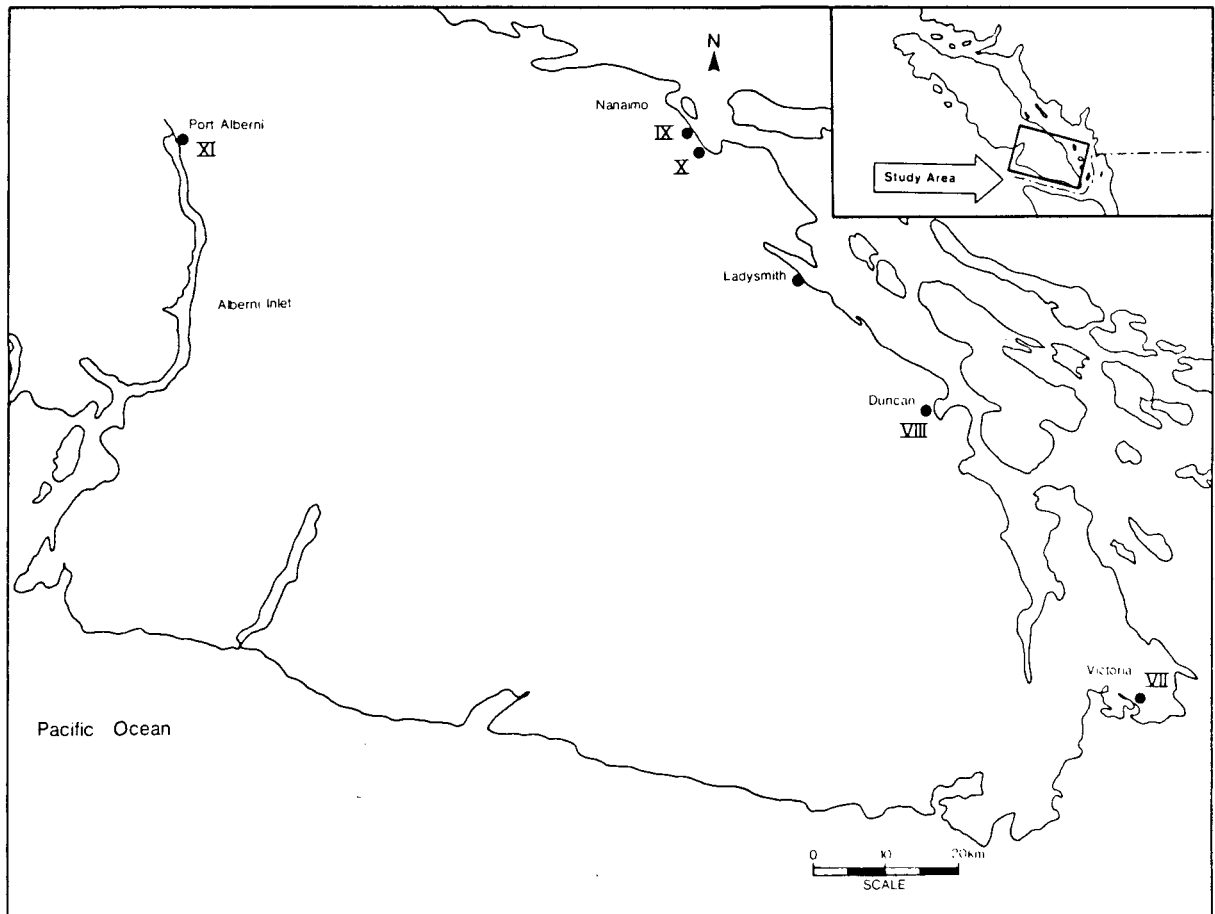 N
Nanaimo
IX
X
Port Alberni
XI
Study Area
Ladysmith
Alberni Inlet
Duncan
VIII
Victoria
VII
Pacific Ocean
0 10 20km
SCALE